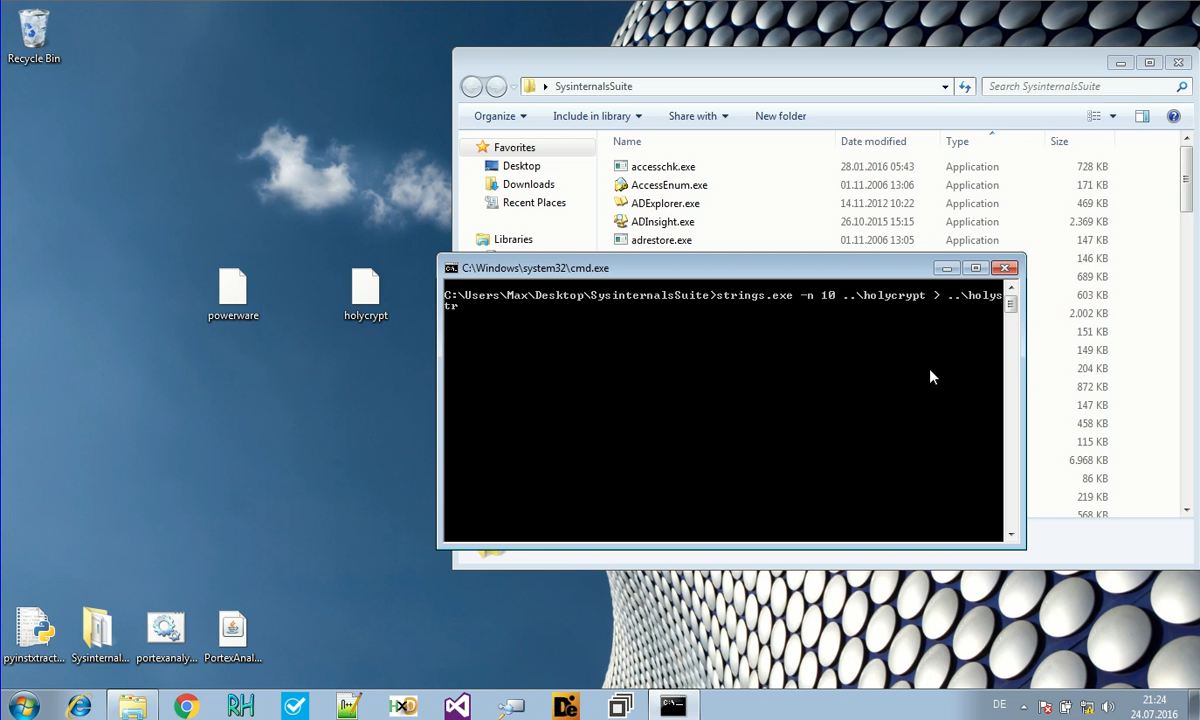 Recycle Bin
SysinternalsSuite
Search SysinternalsSuite
Organize
Include in library
Share with
New folder
Favorites
Desktop
Downloads
Recent Places
Libraries
Name
Date modified
Type
Size
accesschk.exe 28.01.2016 05:43 Application 728 KB
AccessEnum.exe 01.11.2006 13:06 Application 171 KB
ADExplorer.exe 14.11.2012 10:22 Application 469 KB
ADInsight.exe 26.10.2015 15:15 Application 2.369 KB
adrestore.exe 01.11.2006 13:05 Application 147 KB
146 KB
689 KB
603 KB
2.002 KB
151 KB
149 KB
204 KB
872 KB
147 KB
458 KB
115 KB
6.968 KB
86 KB
219 KB
568 KB
C:\Windows\system32\cmd.exe
C:\Users\Max\Desktop\SysinternalsSuite>strings.exe -n 10 ..\holycrypt > ..\holys
tr
powerware
holycrypt
pyinstxtract...
Sysinternal...
portexanaly...
PortexAnal...
DE
21:24
24.07.2016